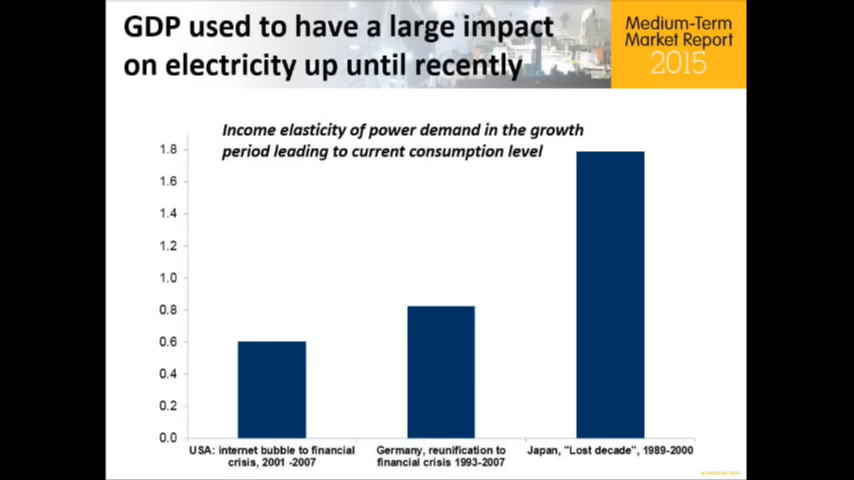 GDP used to have a large impact
on electricity up until recently
Medium-Term
Market Report
2015
Income elasticity of power demand in the growth
period leading to current consumption level
1.8
1.6
1.4
1.2
1.0
0.8
0.6
0.4
0.2
0.0
USA: internet bubble to financial
crisis, 2001 -2007
Germany, reunification to
financial crisis 1993-2007
Japan, "Lost decade", 1989-2000